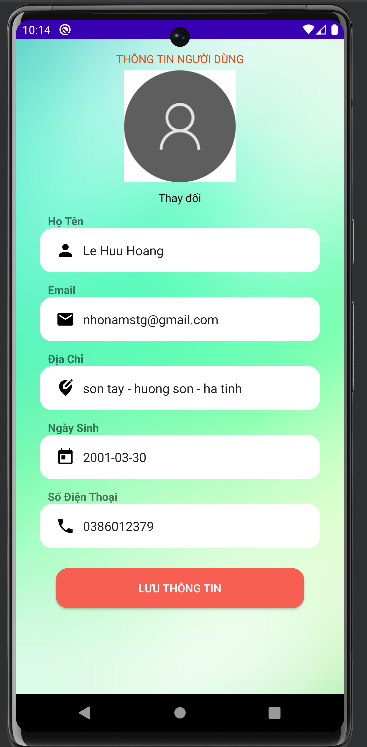 10:14
THÔNG TIN NGƯỜI DÙNG
Thay đổi
Họ Tên
Le Huu Hoang
Email
nhonamstg@gmail.com
Địa Chỉ
son tay - huong son - ha tinh
Ngày Sinh
2001-03-30
Số Điện Thoại
0386012379
LƯU THÔNG TIN